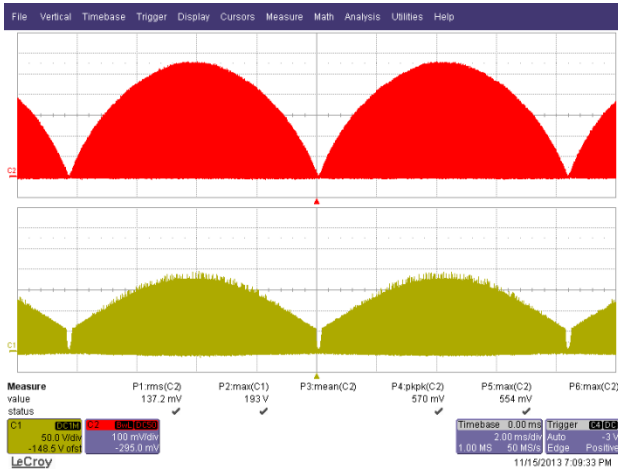 File Vertical Timebase Trigger Display Cursors Measure Math Analysis Utilities Help
C2
C1
Measure P1:rms(C2) P2:max(C1) P3:mean(C2) P4:pkpk(C2) P5:max(C2) P6:max(C2)
value 137.2 mV 193 V 570 mV 554 mV
status
C1 DC1M C2 BwL DC50 Timebase 0.00 ms Trigger C4 DC
50.0 V/div 100 mV/div 2.00 ms/div Auto -3 V
-148.5 V ofst -295.0 mV 1.00 MS 50 MS/s Edge Positive
LeCroy 11/15/2013 7:09:33 PM